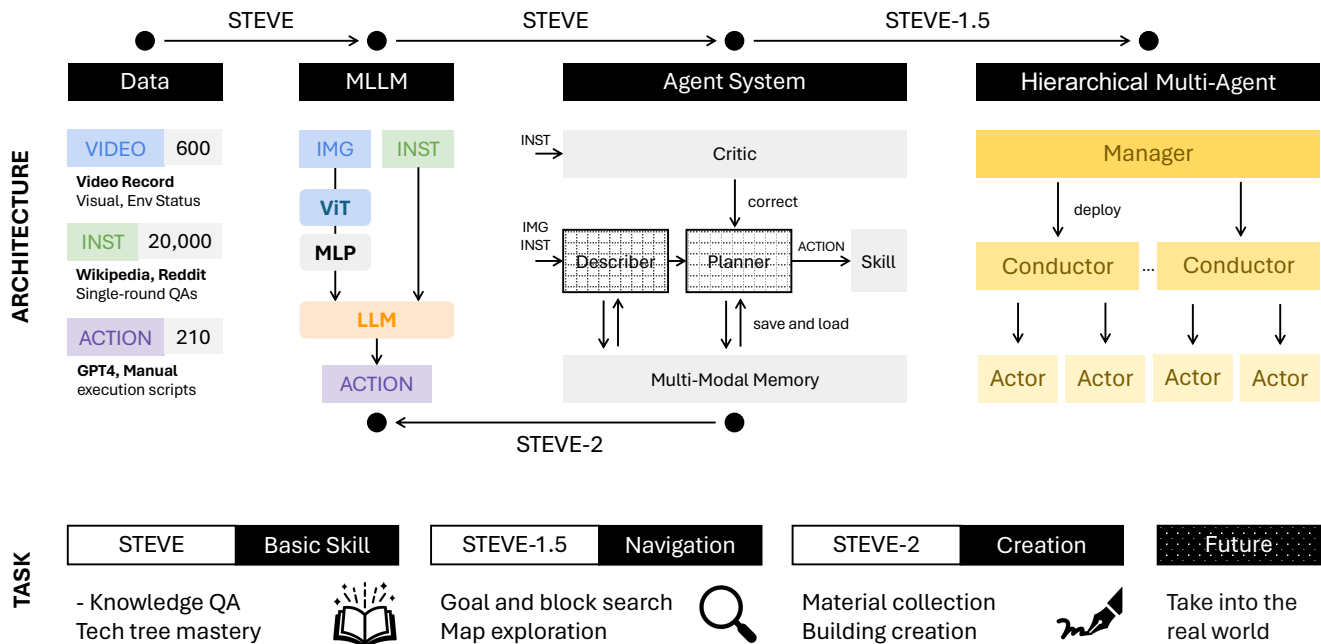 STEVE
STEVE
STEVE-1.5
Data
MLLM
Agent System
Hierarchical Multi-Agent
ARCHITECTURE
VIDEO 600
Video Record
Visual, Env Status
INST 20,000
Wikipedia, Reddit
Single-round QAs
ACTION 210
GPT4, Manual
execution scripts
IMG INST
ViT
MLP
LLM
ACTION
INST
Critic
correct
IMG
INST
Describer
Planner
ACTION
Skill
save and load
Multi-Modal Memory
Manager
deploy
Conductor ... Conductor
Actor Actor Actor Actor
STEVE-2
TASK
STEVE Basic Skill
- Knowledge QA
Tech tree mastery
STEVE-1.5 Navigation
Goal and block search
Map exploration
STEVE-2 Creation
Material collection
Building creation
Future
Take into the
real world